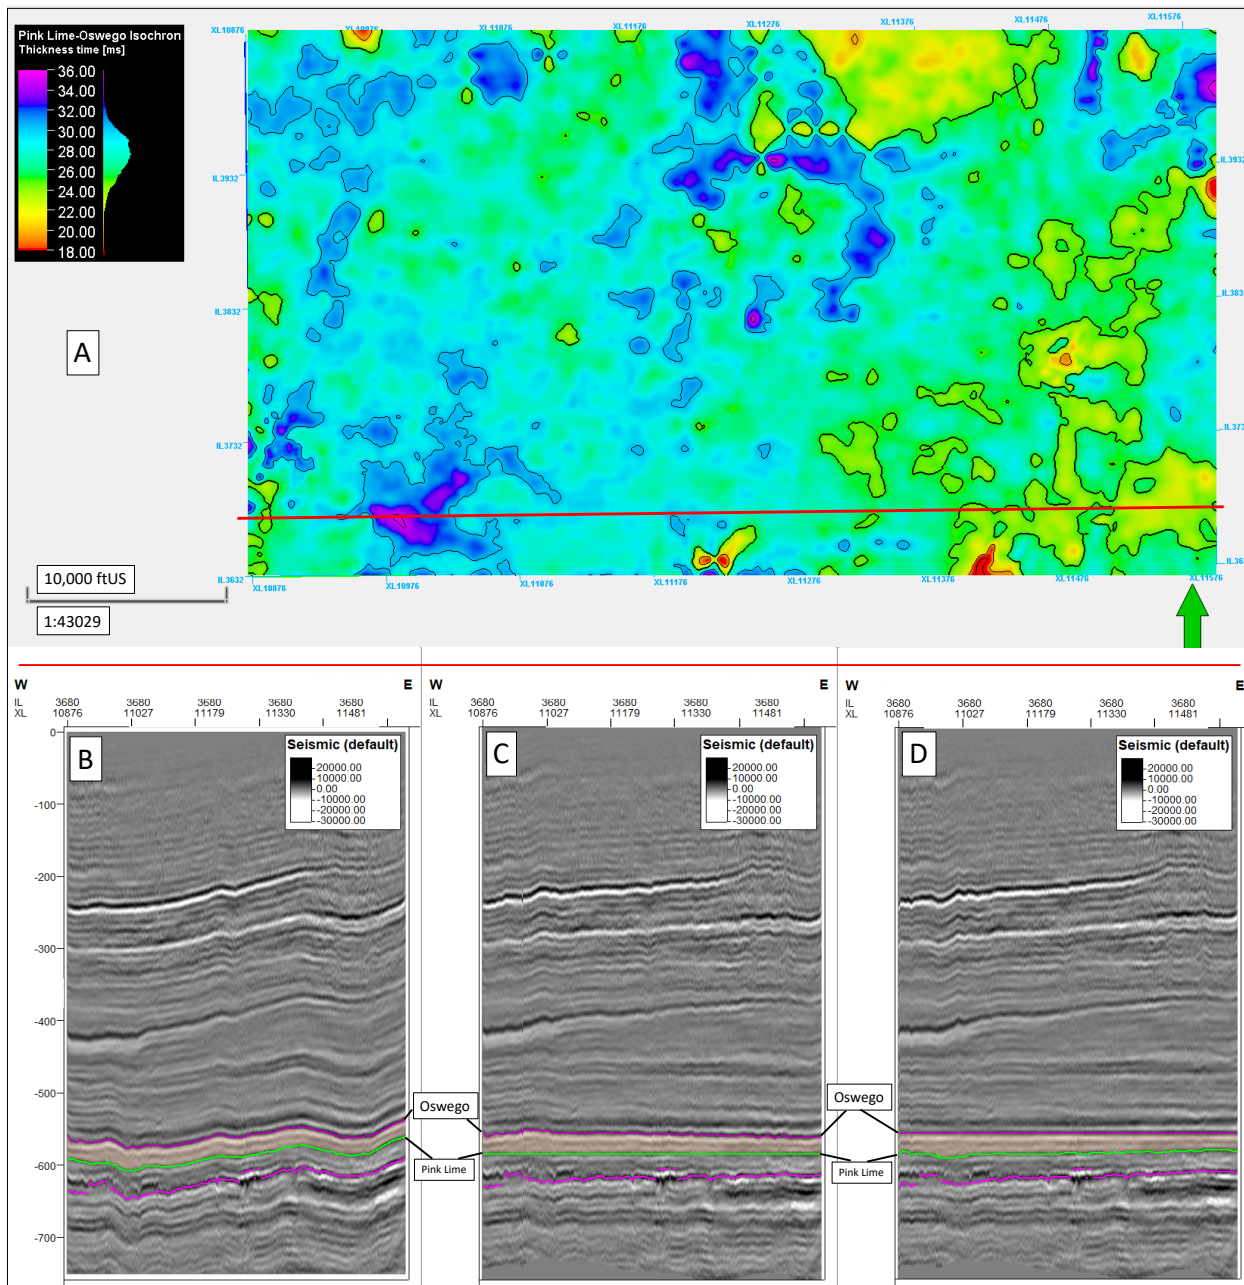 Pink Lime-Oswego Isochron
Thickness time [ms]
36.00
34.00
32.00
30.00
28.00
26.00
24.00
22.00
20.00
18.00
XL10876 XL10976 XL11076 XL11176 XL11276 XL11376 XL11476 XL11576
IL3932 IL3932
IL3832 IL383
A
IL3732 IL373
IL3632 IL36
XL10876 XL10976 XL11076 XL11176 XL11276 XL11376 XL11476 XL11576
10,000 ftUS
1:43029
W E W E W E
IL 3680 3680 3680 3680 3680 IL 3680 3680 3680 3680 3680 IL 3680 3680 3680 3680 3680
XL 10876 11027 11179 11330 11481 XL 10876 11027 11179 11330 11481 XL 10876 11027 11179 11330 11481
B
Seismic (default)
20000.00
10000.00
0.00
-10000.00
-20000.00
-30000.00
C
Seismic (default)
20000.00
10000.00
0.00
-10000.00
-20000.00
-30000.00
D
Seismic (default)
20000.00
10000.00
0.00
-10000.00
-20000.00
-30000.00
0
-100
-200
-300
-400
-500
-600
-700
Oswego Oswego
Pink Lime Pink Lime